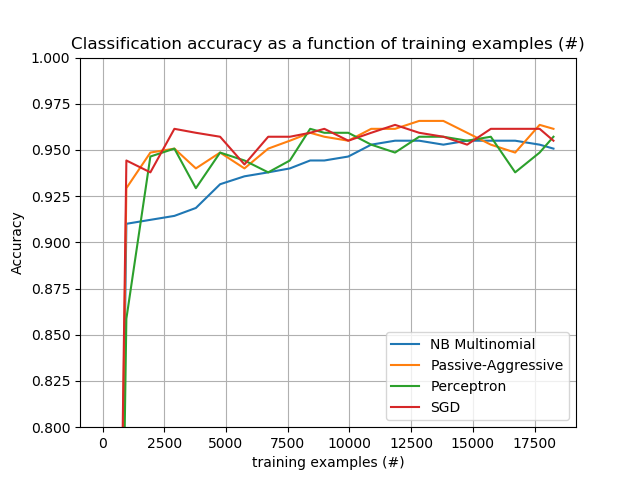 Classification accuracy as a function of training examples (#)
1.000
0.975
0.950
0.925
0.900
0.875
0.850
0.825
0.800
Accuracy
NB Multinomial
Passive-Aggressive
Perceptron
SGD
0 2500 5000 7500 10000 12500 15000 17500
training examples (#)